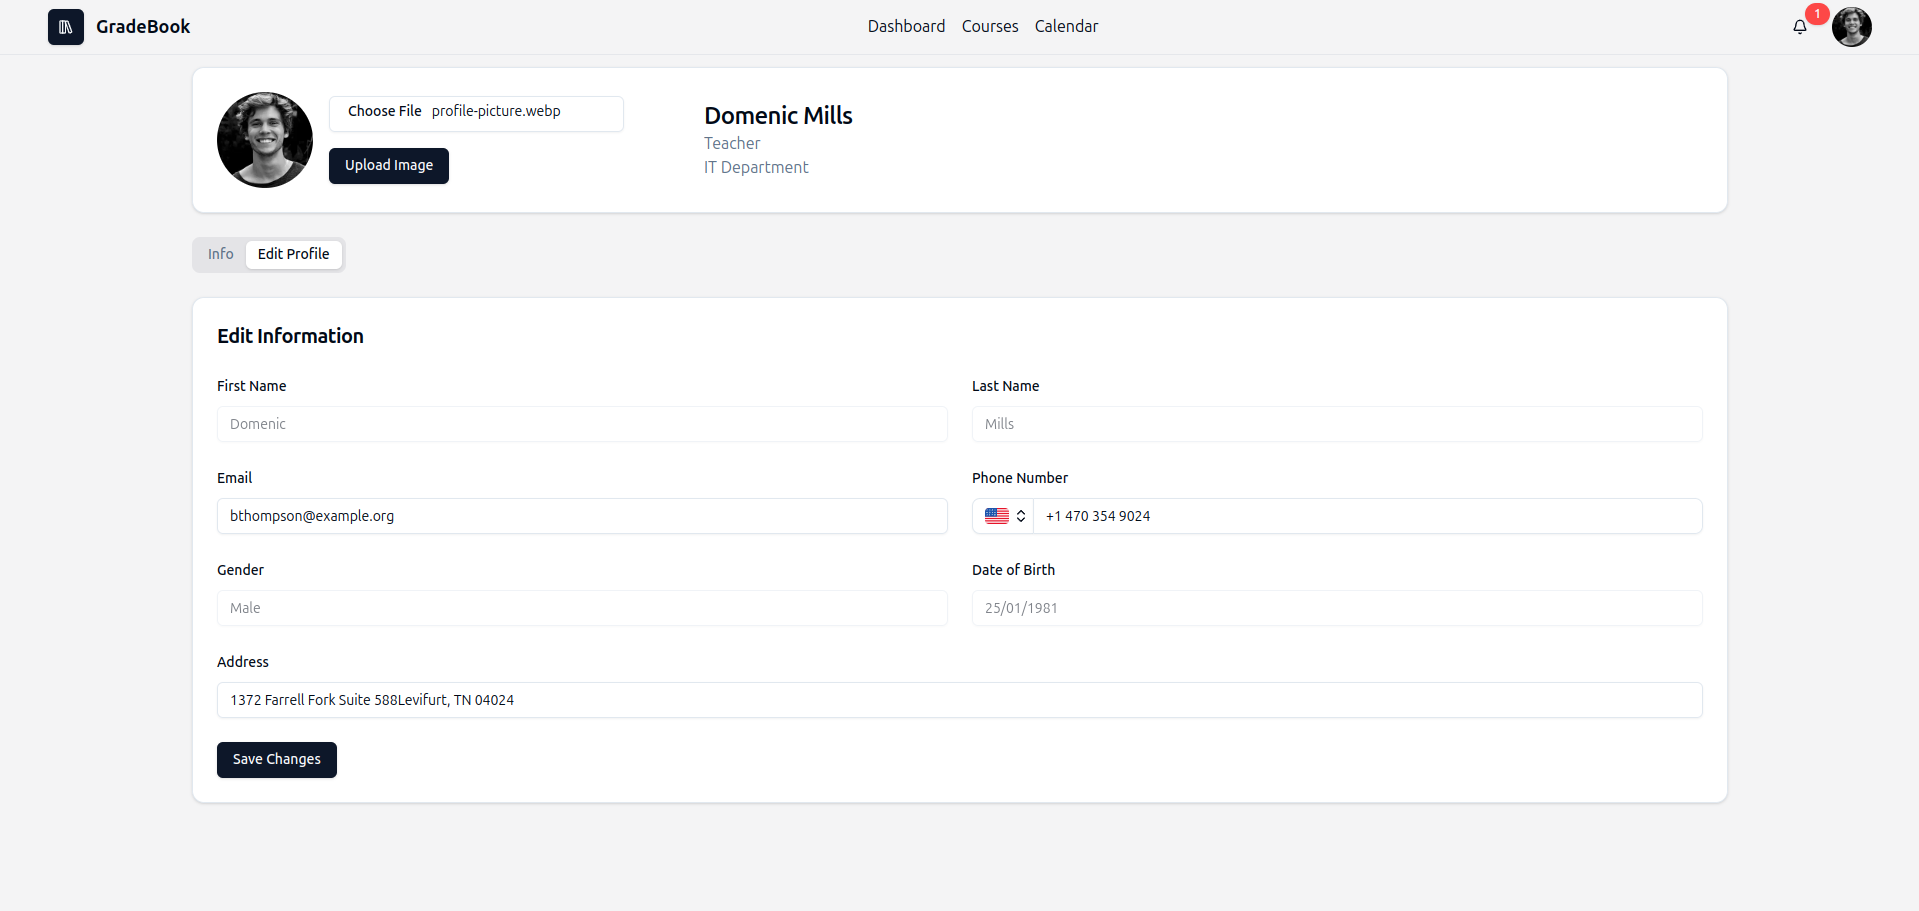 GradeBook
Dashboard Courses Calendar
1
Choose File profile-picture.webp
Upload Image
Domenic Mills
Teacher
IT Department
Info Edit Profile
Edit Information
First Name
Domenic
Last Name
Mills
Email
bthompson@example.org
Phone Number
+1 470 354 9024
Gender
Male
Date of Birth
25/01/1981
Address
1372 Farrell Fork Suite 588Levifurt, TN 04024
Save Changes